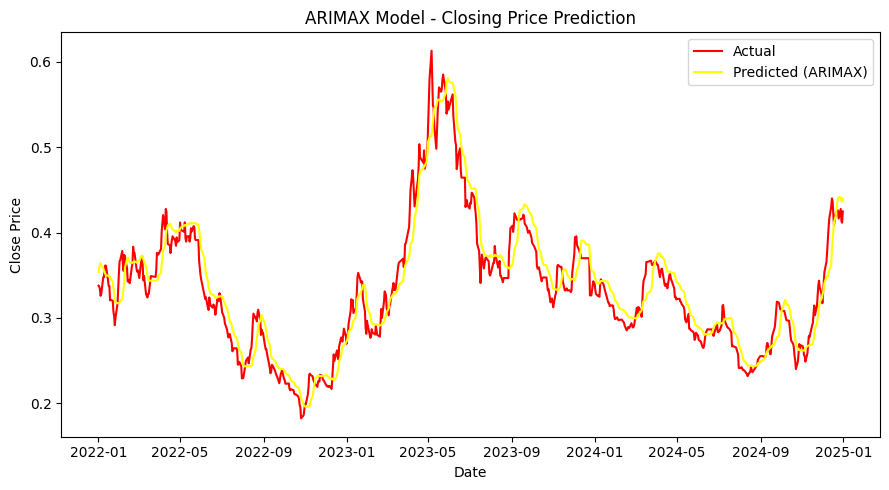 ARIMAX Model - Closing Price Prediction
Actual
Predicted (ARIMAX)
Close Price
0.6
0.5
0.4
0.3
0.2
2022-01 2022-05 2022-09 2023-01 2023-05 2023-09 2024-01 2024-05 2024-09 2025-01
Date